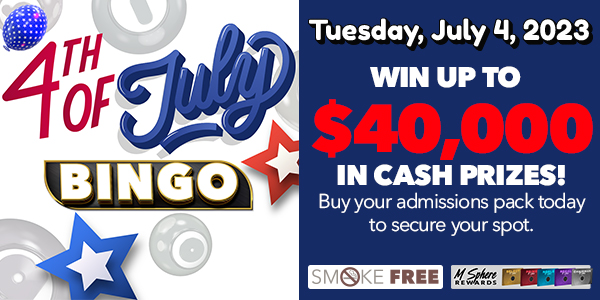 4TH
OF July
BINGO
Tuesday, July 4, 2023
WIN UP TO
$40,000
IN CASH PRIZES!
Buy your admissions pack today
to secure your spot.
SMOKE FREE
M Sphere
REWARDS